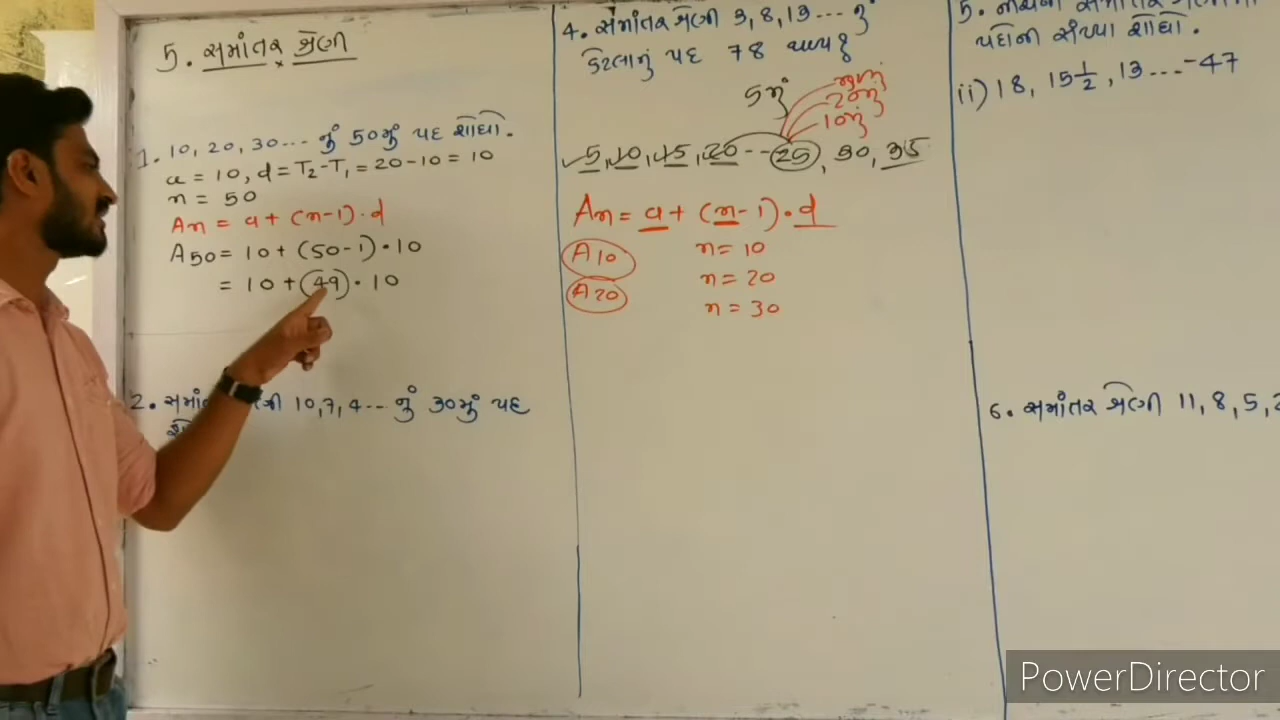 5. સમાંતર શ્રેણી
1. 10, 20, 30... નું 50મું પદ શોધો.
a = 10, d = T2-T1 = 20-10 = 10
n = 50
An = a + (n-1)·d
A50 = 10 + (50-1)·10
= 10 + (49)·10
2. 10,7,4... નું 30મું પદ
4. સમાંતર શ્રેણી 3,8,13... નું
કેટલામું પદ 78 થાય?
5મું
20મું
10મું
5,10,15,20--25, 30, 35
An = a + (n-1)·d
A10 n = 10
A20 n = 20
n = 30
5.
પદોની સંખ્યા શોધો.
ii) 18, 15 1/2, 13....-47
6. સમાંતર શ્રેણી 11, 8, 5,
PowerDirector